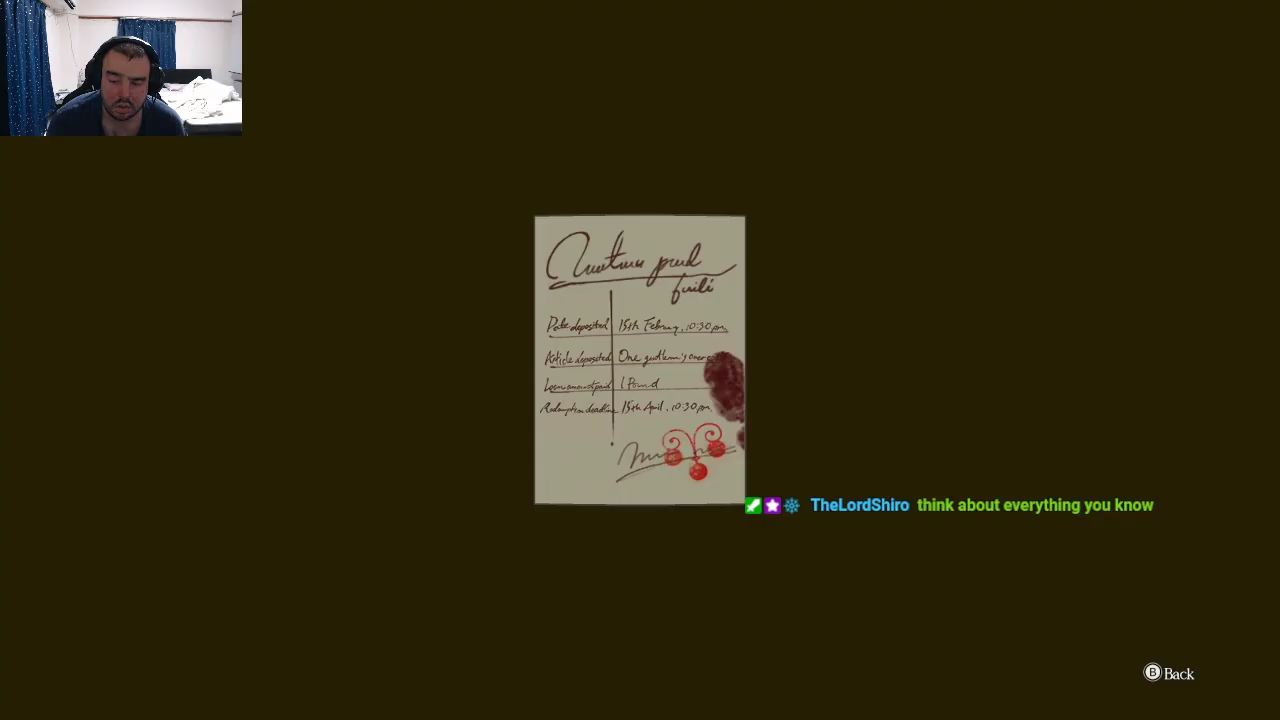 Date deposited 15th February, 10:30pm
Article deposited One gentleman's
Loan amount paid 1 Pound
Redemption deadline 15th April, 10:30pm
TheLordShiro think about everything you know
B Back